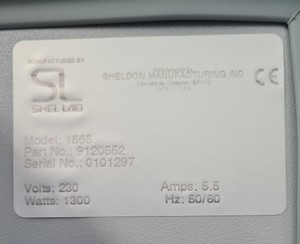 MANUFACTURED BY
SL
SHEL LAB
SHELDON MANUFACTURING INC
CE
Model: 1565
Part No.: 9120552
Serial No.: 0101297
Volts: 230
Amps: 5.5
Watts: 1300
Hz: 50/60